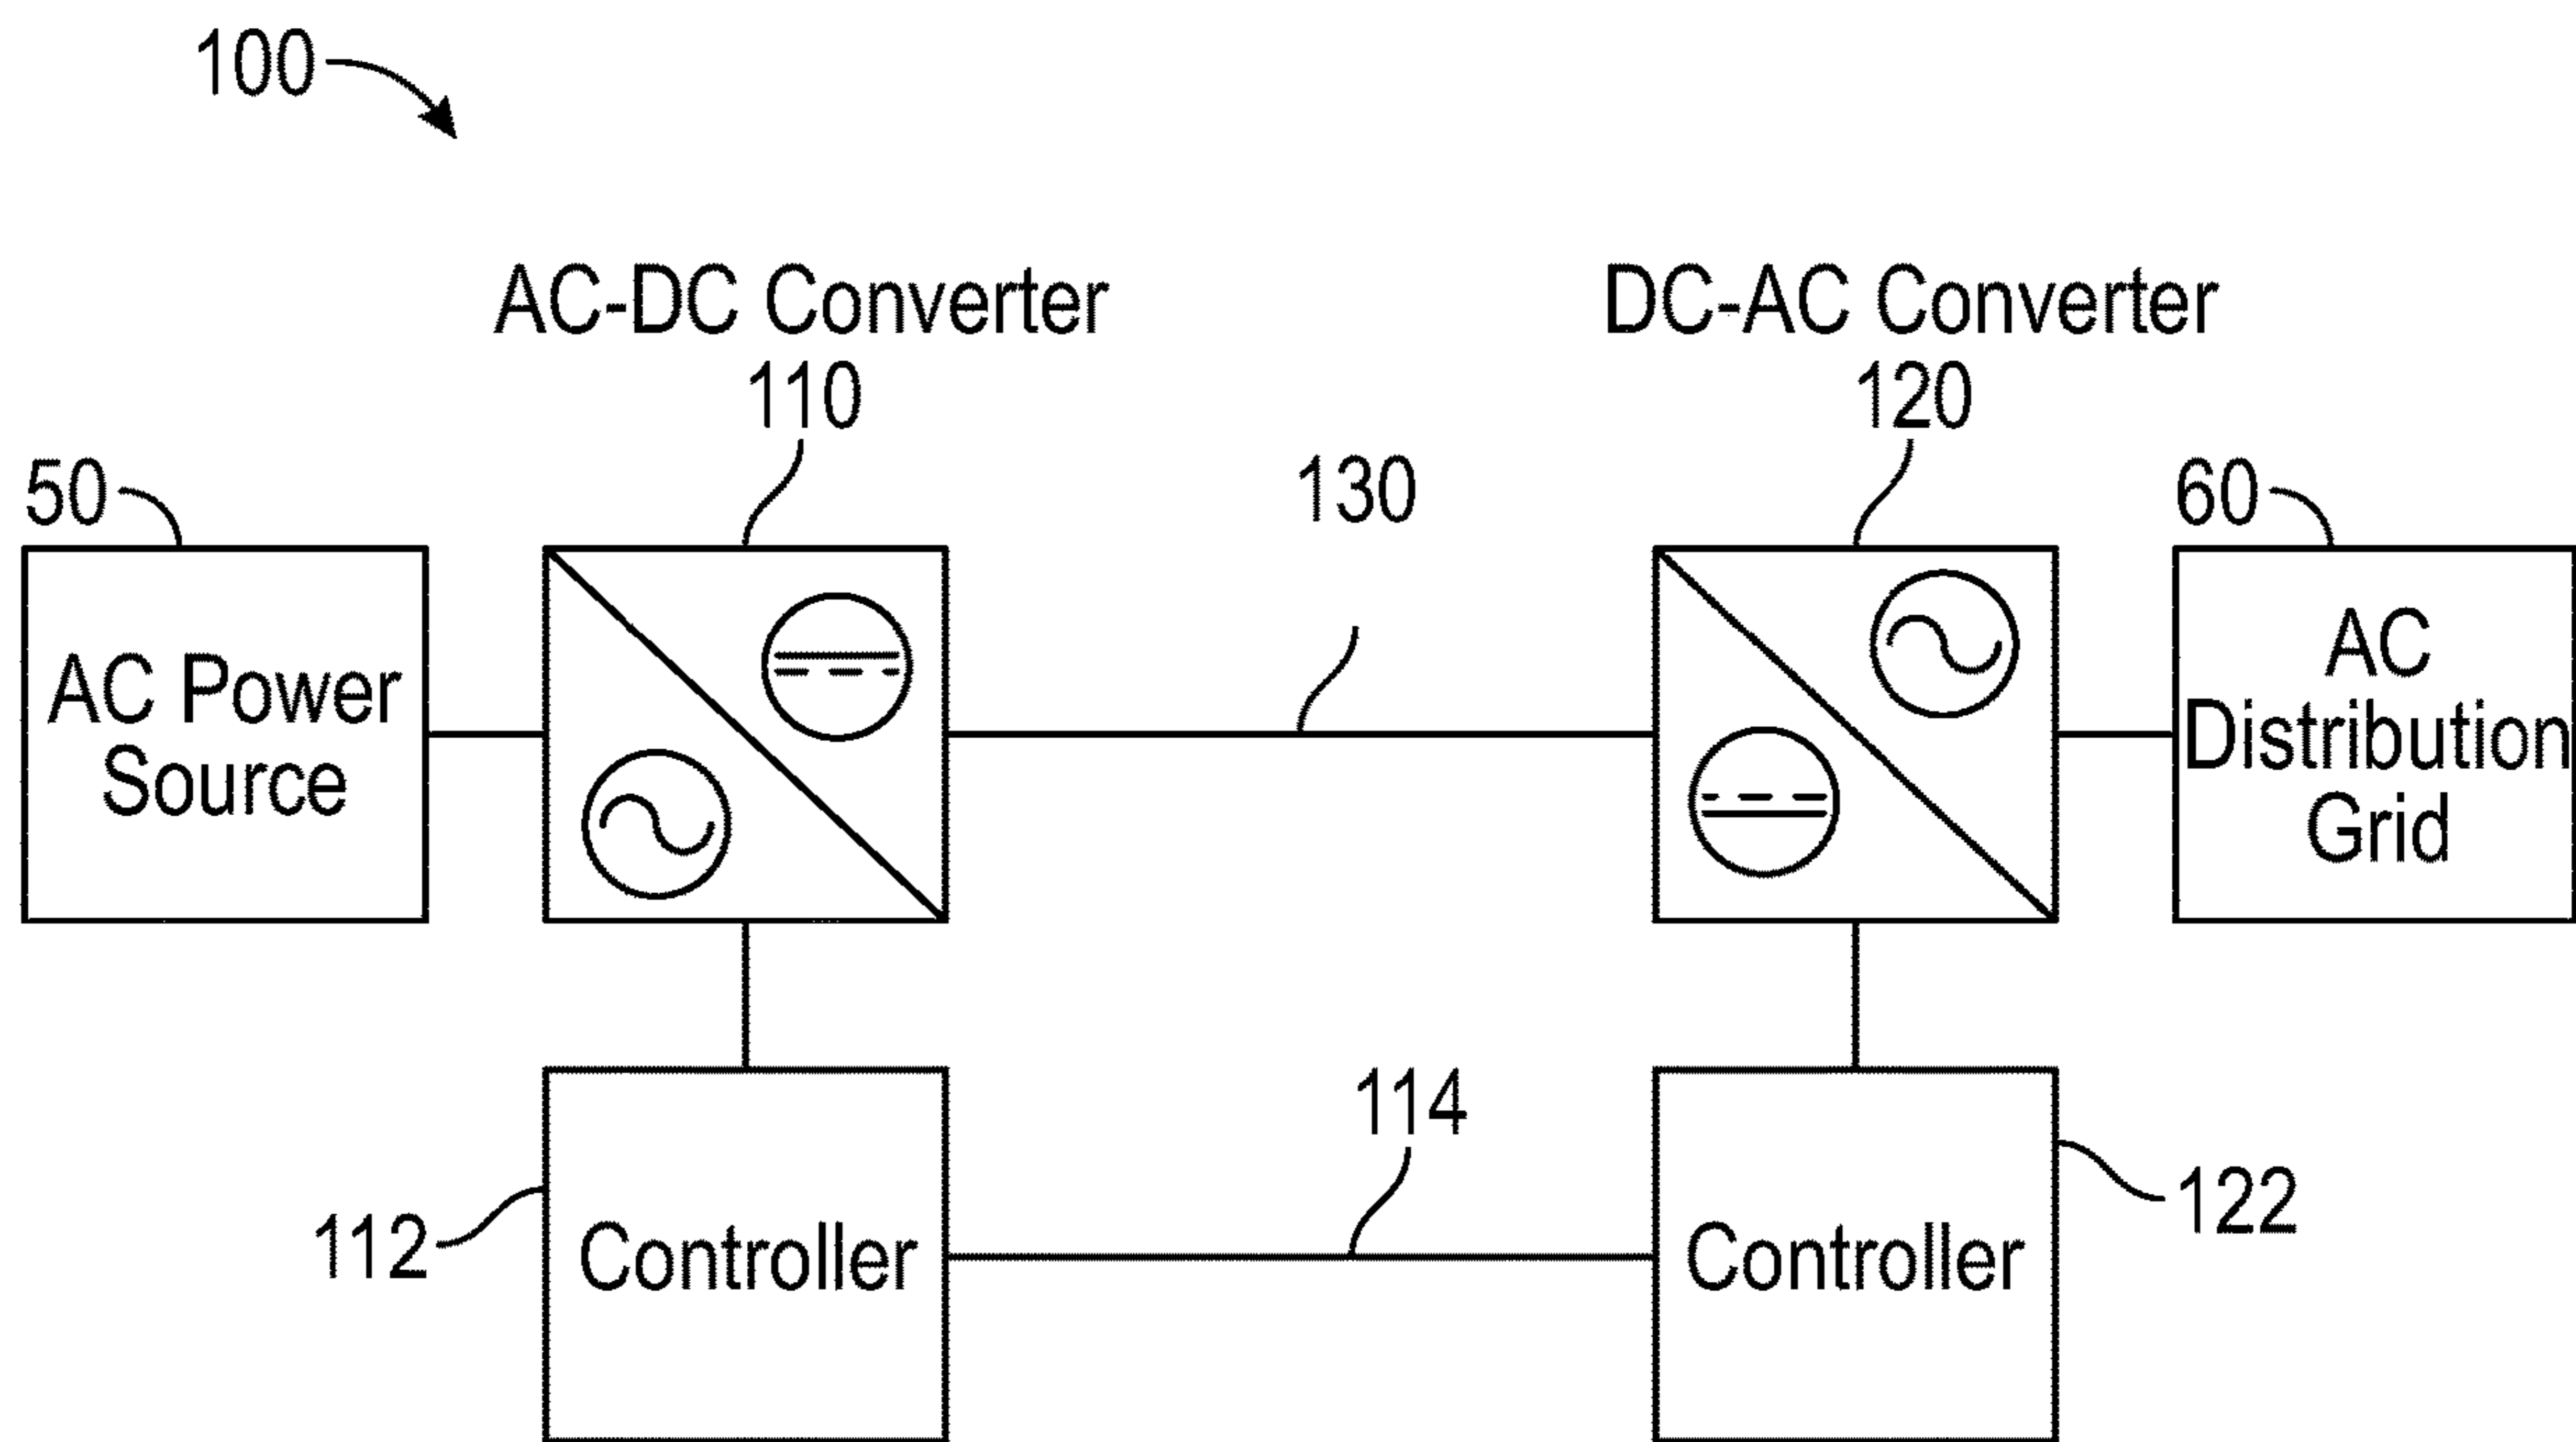 100
AC-DC Converter
110
DC-AC Converter
120
50
130
60
AC Power
Source
AC
Distribution
Grid
112
Controller
114
Controller
122